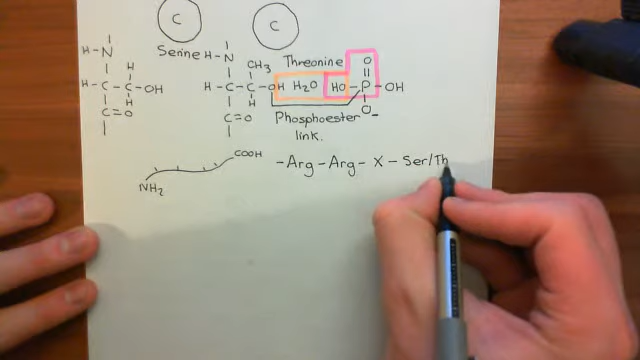 C
C
Serine
Threonine
H-N
H
H-C-C-OH
H
C=O
H-N
CH3
H-C-C-OH
H
C=O
H2O
O
HO-P-OH
O-
Phosphoester
link.
NH2
COOH
-Arg-Arg-X-Ser/Th